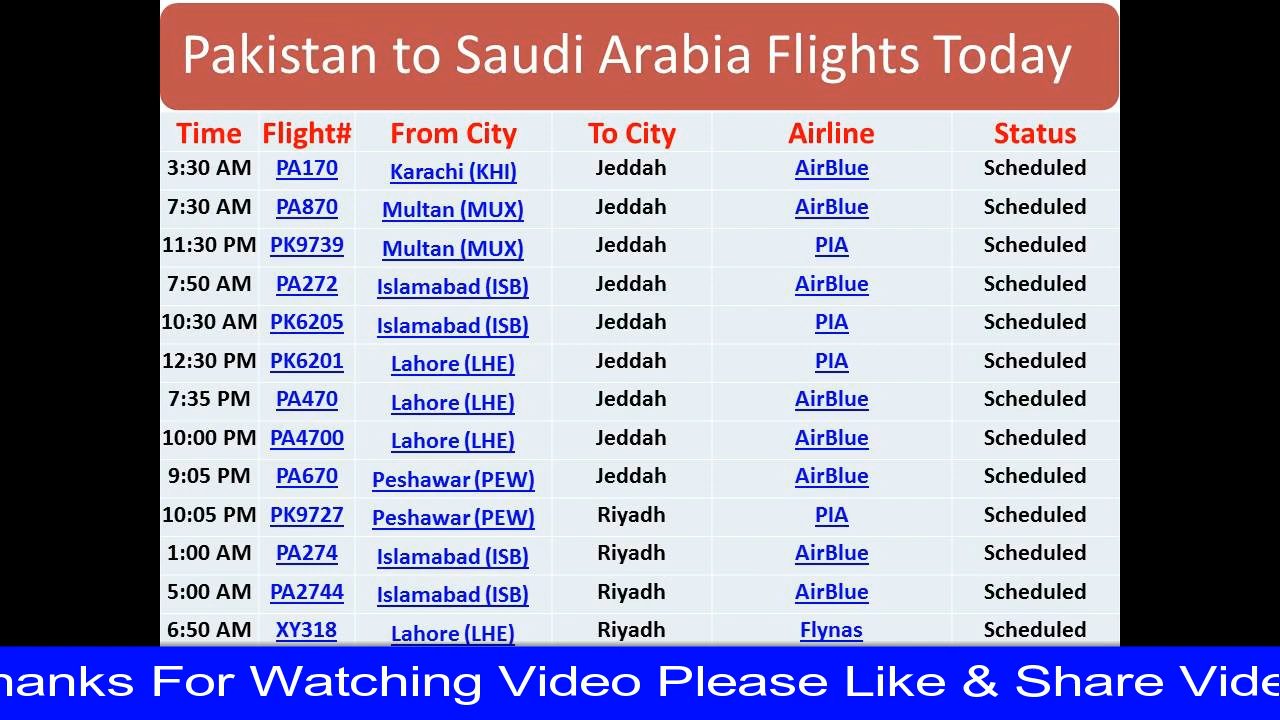 Pakistan to Saudi Arabia Flights Today
Time Flight# From City To City Airline Status
3:30 AM PA170 Karachi (KHI) Jeddah AirBlue Scheduled
7:30 AM PA870 Multan (MUX) Jeddah AirBlue Scheduled
11:30 PM PK9739 Multan (MUX) Jeddah PIA Scheduled
7:50 AM PA272 Islamabad (ISB) Jeddah AirBlue Scheduled
10:30 AM PK6205 Islamabad (ISB) Jeddah PIA Scheduled
12:30 PM PK6201 Lahore (LHE) Jeddah PIA Scheduled
7:35 PM PA470 Lahore (LHE) Jeddah AirBlue Scheduled
10:00 PM PA4700 Lahore (LHE) Jeddah AirBlue Scheduled
9:05 PM PA670 Peshawar (PEW) Jeddah AirBlue Scheduled
10:05 PM PK9727 Peshawar (PEW) Riyadh PIA Scheduled
1:00 AM PA274 Islamabad (ISB) Riyadh AirBlue Scheduled
5:00 AM PA2744 Islamabad (ISB) Riyadh AirBlue Scheduled
6:50 AM XY318 Lahore (LHE) Riyadh Flynas Scheduled
hanks For Watching Video Please Like & Share Vide